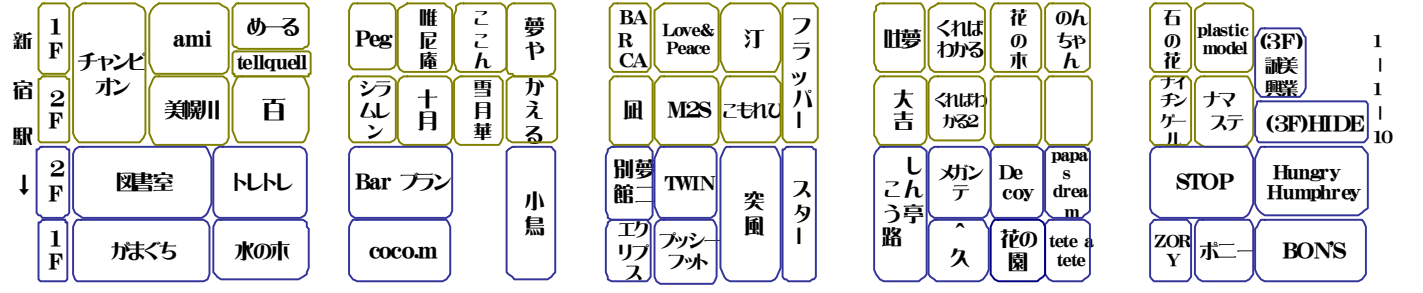 新宿駅↓
1F
チャンピオン
ami
めーる
tellquell
2F
美幌川
百
2F
図書室
トレトレ
1F
がまぐち
水の木
Peg
唯尼庵
ここん
夢や
シラムレン
十月
雪月華
かえる
Bar プラン
小鳥
coco.m
BARCA
Love&
Peace
汀
フラッパー
凪
M2S
こもれび
夢二別館
TWIN
突風
スター
エクリプス
プッシー
フット
吐夢
くれば
わかる
花の木
のん
ちゃん
大吉
くればわ
かる2
しん亭
こう路
メガンテ
De
coy
papa
s
drea
m
久
花の園
tete a
tete
石の花
plastic
model
(3F)
誠美
興業
ナイチンゲール
ナマステ
(3F)HIDE
1-1-10
STOP
Hungry
Humphrey
ZOR
Y
ポニー
BON'S